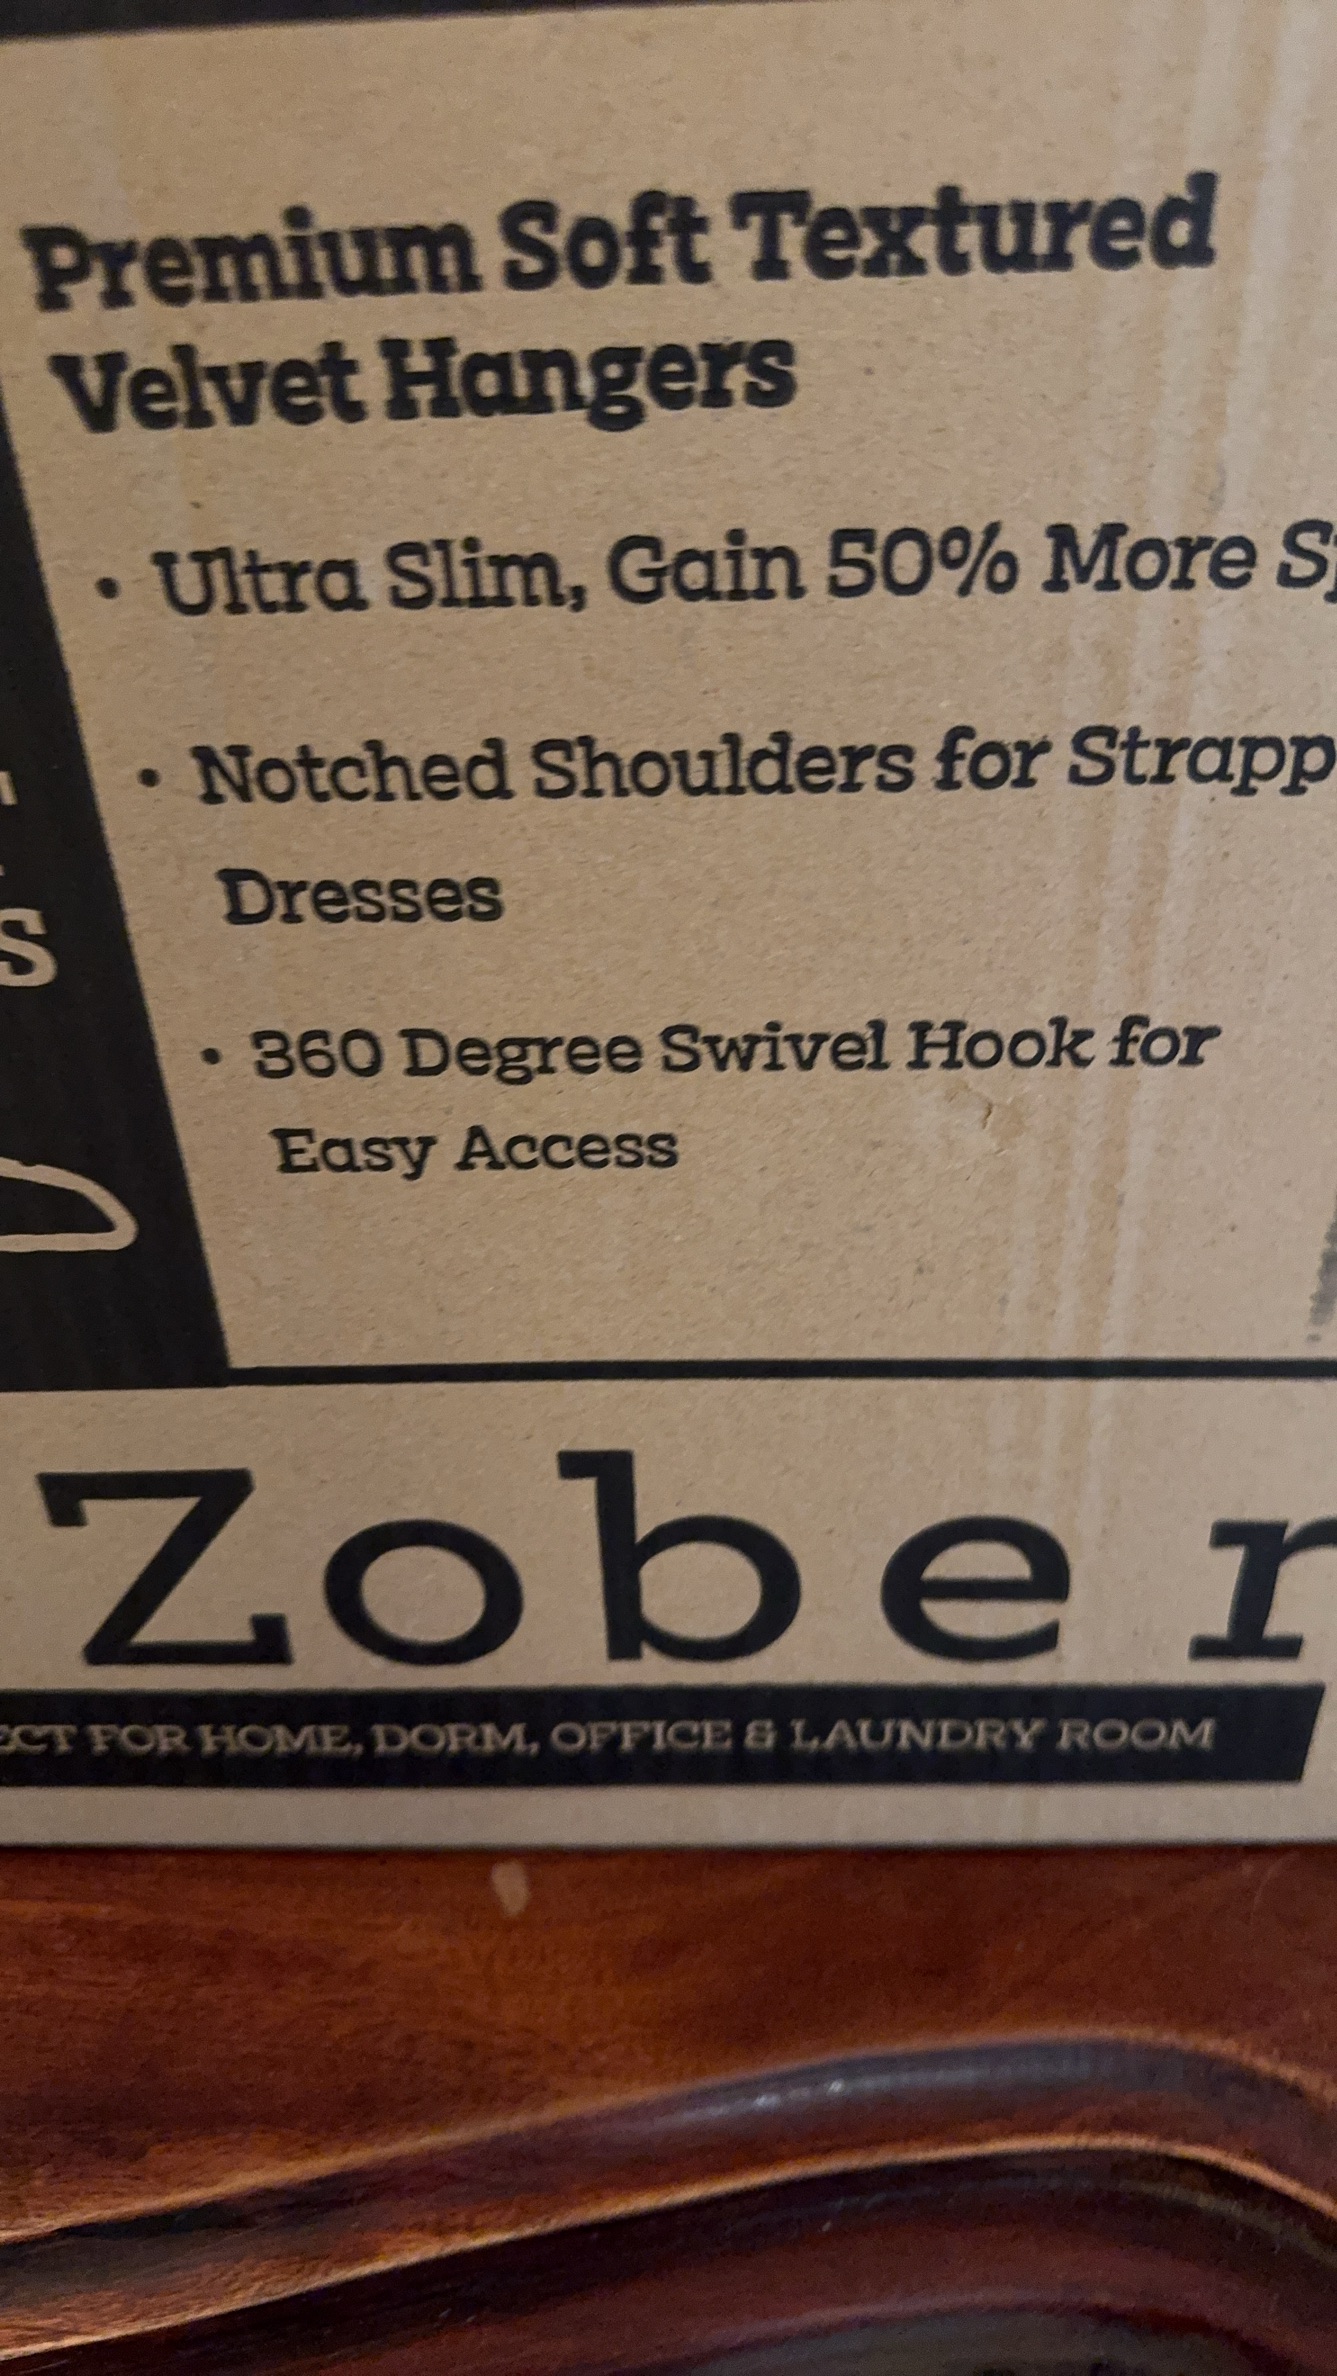 Premium Soft Textured
Velvet Hangers
• Ultra Slim, Gain 50% More
• Notched Shoulders for
Dresses
• 360 Degree Swivel Hook for
Easy Access
S
Zober
FOR HOME, DORM, OFFICE & LAUNDRY ROOM